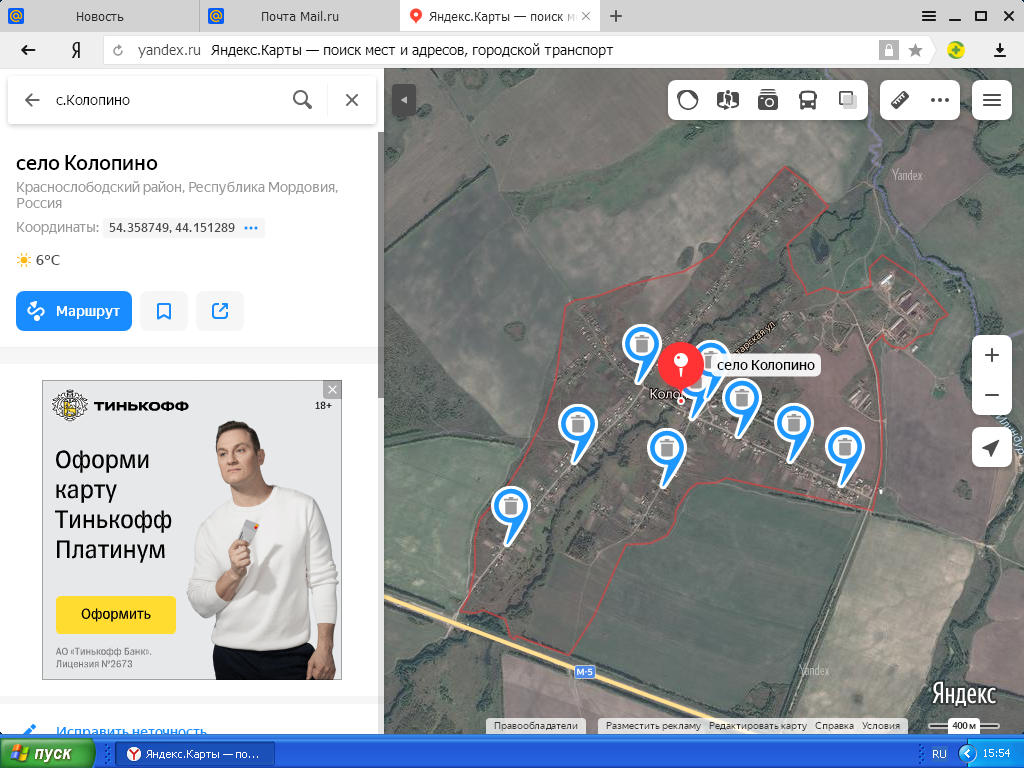 Новость
Почта Mail.ru
Яндекс.Карты — поиск м
yandex.ru Яндекс.Карты — поиск мест и адресов, городской транспорт
с.Колопино
село Колопино
Краснослободский район, Республика Мордовия,
Россия
Координаты: 54.358749, 44.151289
6°C
Маршрут
ТИНЬКОФФ
18+
Оформи
карту
Тинькофф
Платинум
Оформить
АО «Тинькофф Банк».
Лицензия №2673
Исправить неточность
Yandex
село Колопино
Коло
М-5
Yandex
Яндекс
Правообладатели
Разместить рекламу Редактировать карту Справка Условия
400 м
пуск
Яндекс.Карты — по...
RU
15:54